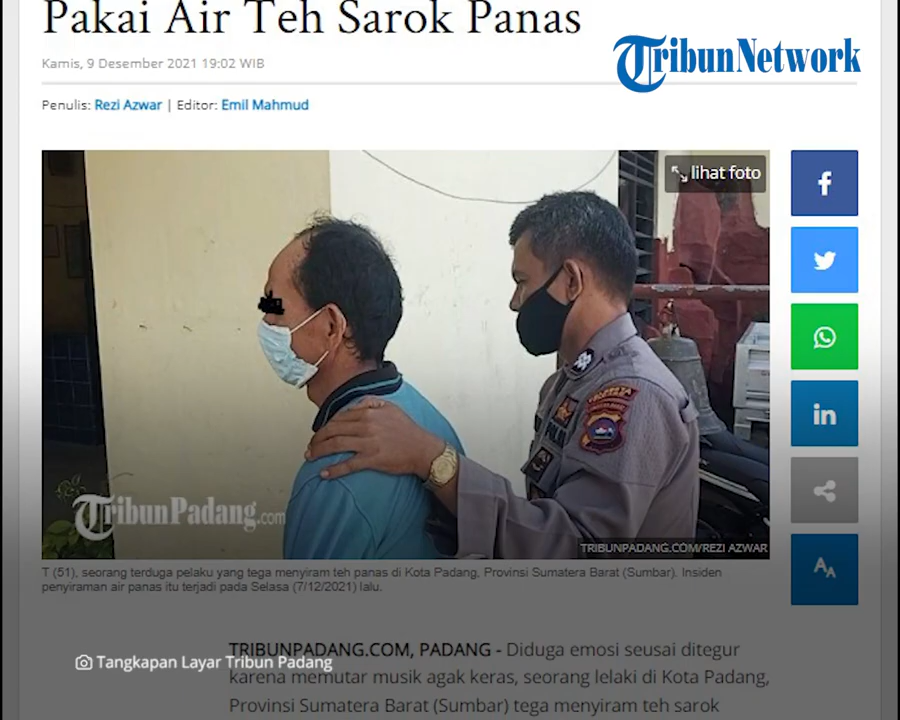 Pakai Air Teh Sarok Panas
Kamis, 9 Desember 2021 19:02 WIB
TribunNetwork
Penulis: Rezi Azwar | Editor: Emil Mahmud
lihat foto
f
in
TribunPadang.com
TRIBUNPADANG.COM/REZI AZWAR
AA
T (51), seorang terduga pelaku yang tega menyiram teh panas di Kota Padang, Provinsi Sumatera Barat (Sumbar). Insiden
penyiraman air panas itu terjadi pada Selasa (7/12/2021) lalu.
TRIBUNPADANG.COM, PADANG - Diduga emosi seusai ditegur
Tangkapan Layar Tribun Padang
karena memutar musik agak keras, seorang lelaki di Kota Padang,
Provinsi Sumatera Barat (Sumbar) tega menyiram teh sarok